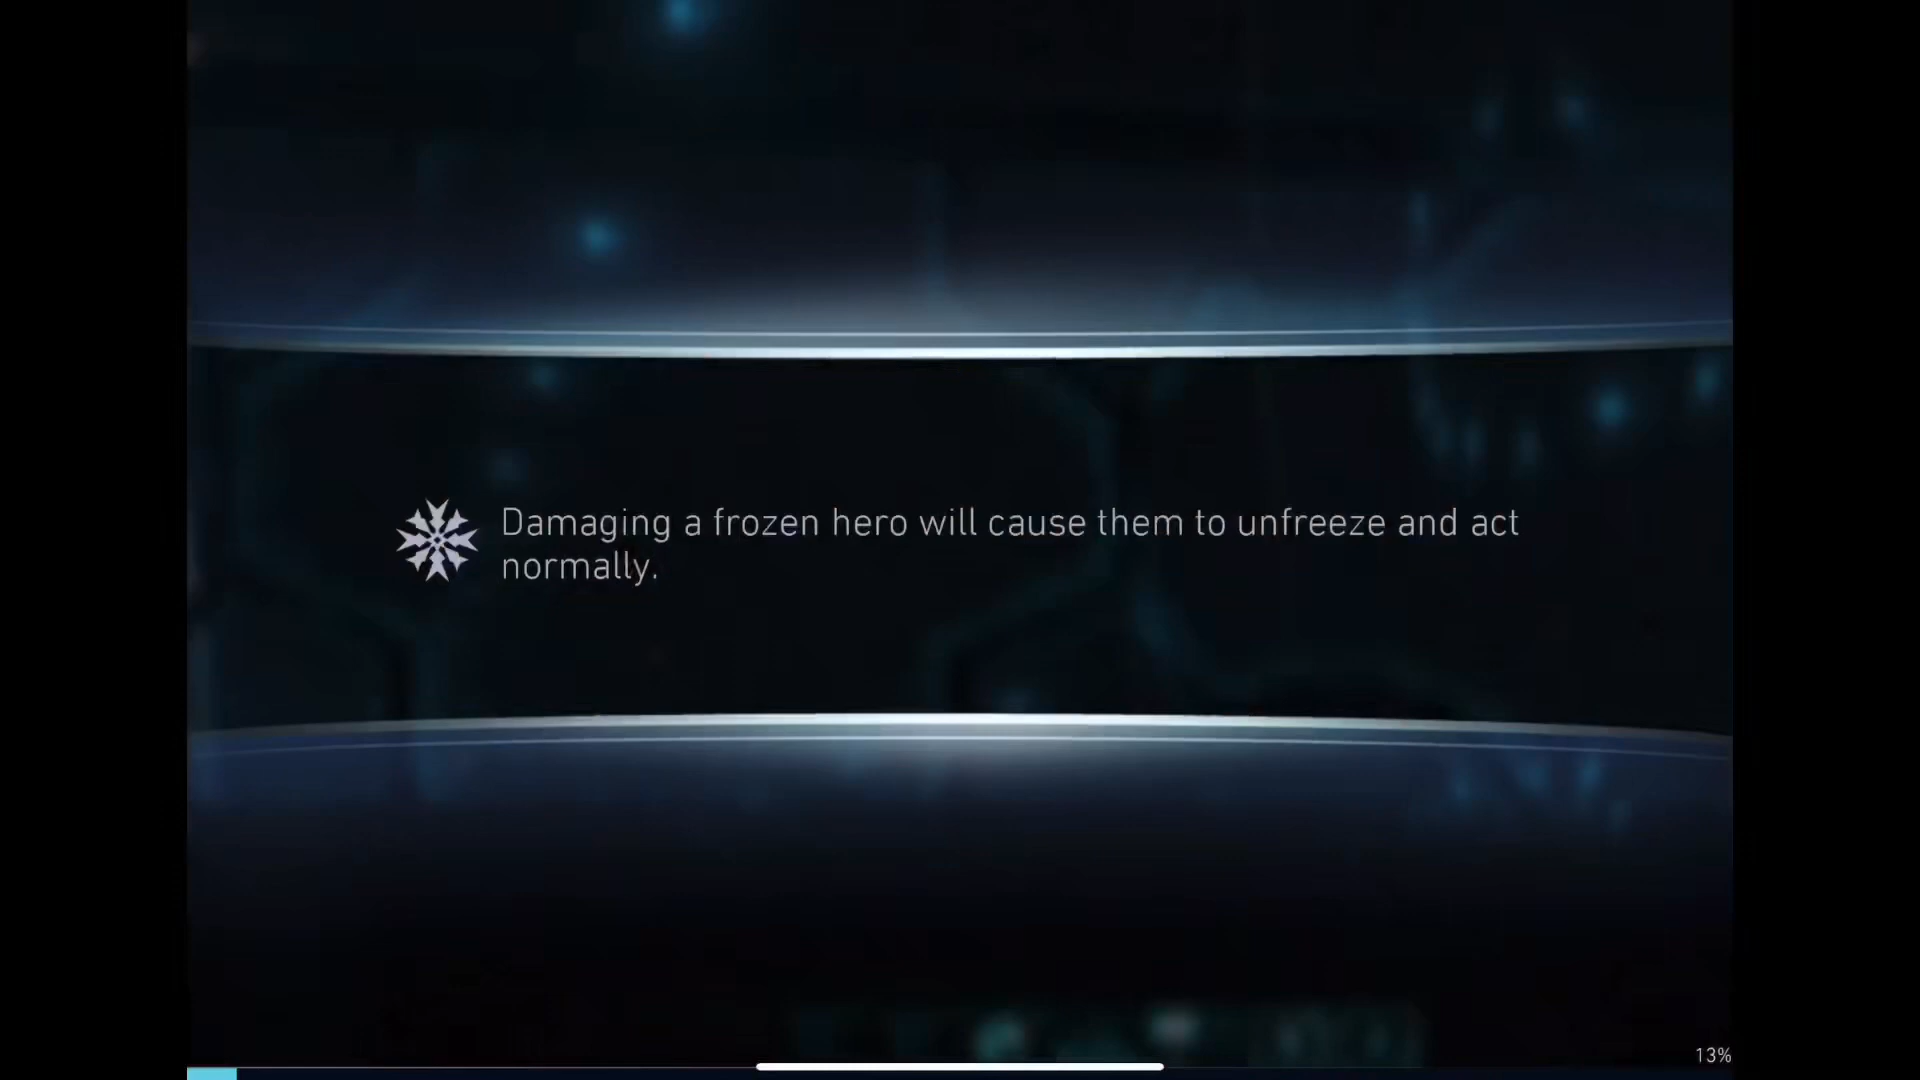 Damaging a frozen hero will cause them to unfreeze and act
normally.
13%